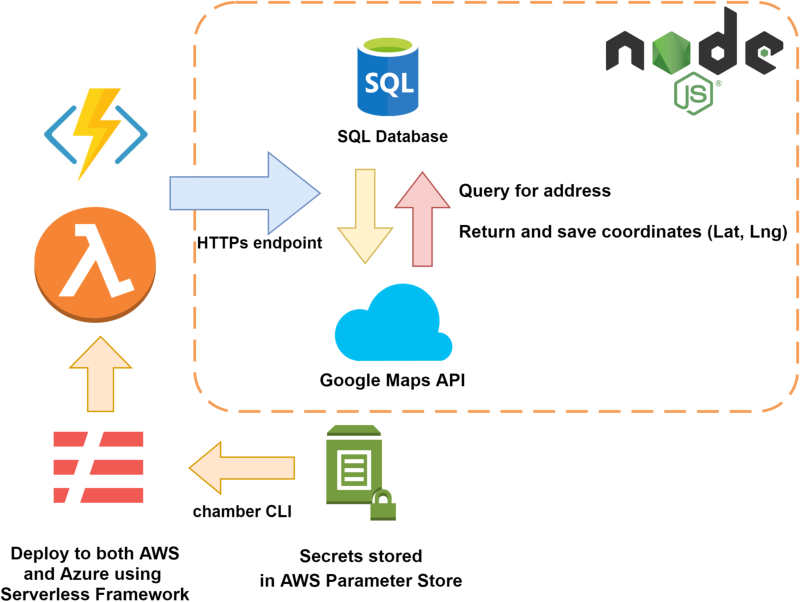 node
JS
®
SQL
SQL Database
Query for address
Return and save coordinates (Lat, Lng)
HTTPs endpoint
λ
Google Maps API
chamber CLI
Deploy to both AWS
and Azure using
Serverless Framework
Secrets stored
in AWS Parameter Store